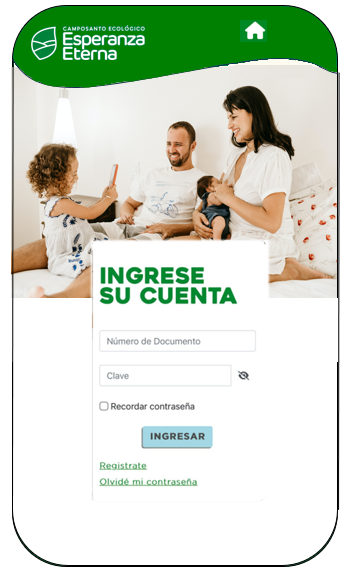 CAMPOSANTO ECOLÓGICO
Esperanza
Eterna
INGRESE
SU CUENTA
Número de Documento
Clave
Recordar contraseña
INGRESAR
Registrate
Olvidé mi contraseña